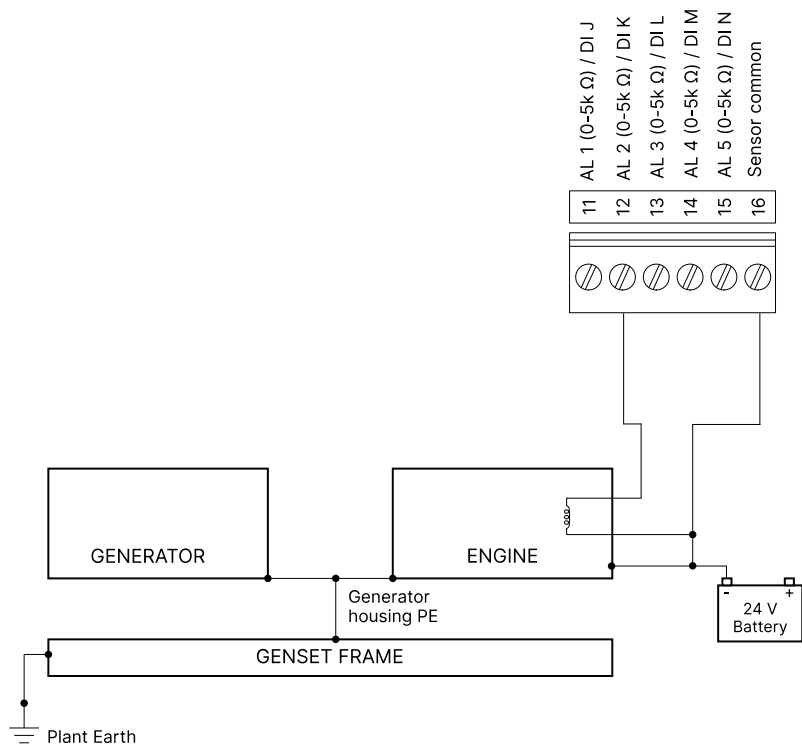 AL 1 (0-5k Ω) / DI J
AL 2 (0-5k Ω) / DI K
AL 3 (0-5k Ω) / DI L
AL 4 (0-5k Ω) / DI M
AL 5 (0-5k Ω) / DI N
Sensor common
11
12
13
14
15
16
GENERATOR
ENGINE
Generator
housing PE
- +
24 V
Battery
GENSET FRAME
Plant Earth